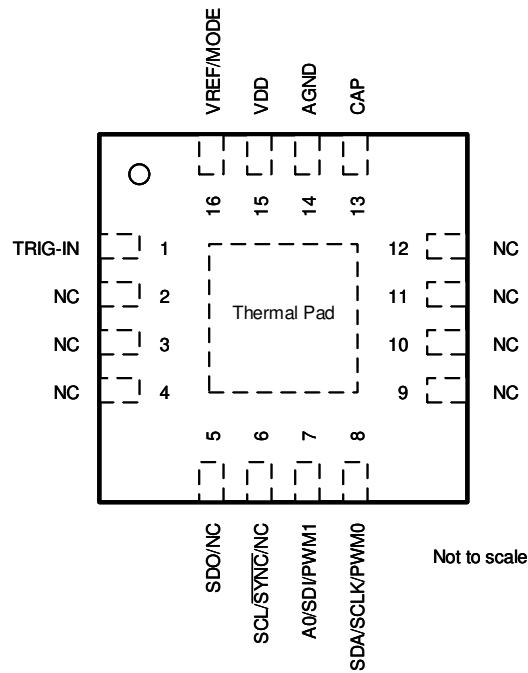 VREF/MODE
VDD
AGND
CAP
16
15
14
13
TRIG-IN
1
12
NC
NC
2
11
NC
Thermal Pad
NC
3
10
NC
NC
4
9
NC
5
6
7
8
SDO/NC
SCL/S̅Y̅N̅C̅/NC
A0/SDI/PWM1
SDA/SCLK/PWM0
Not to scale